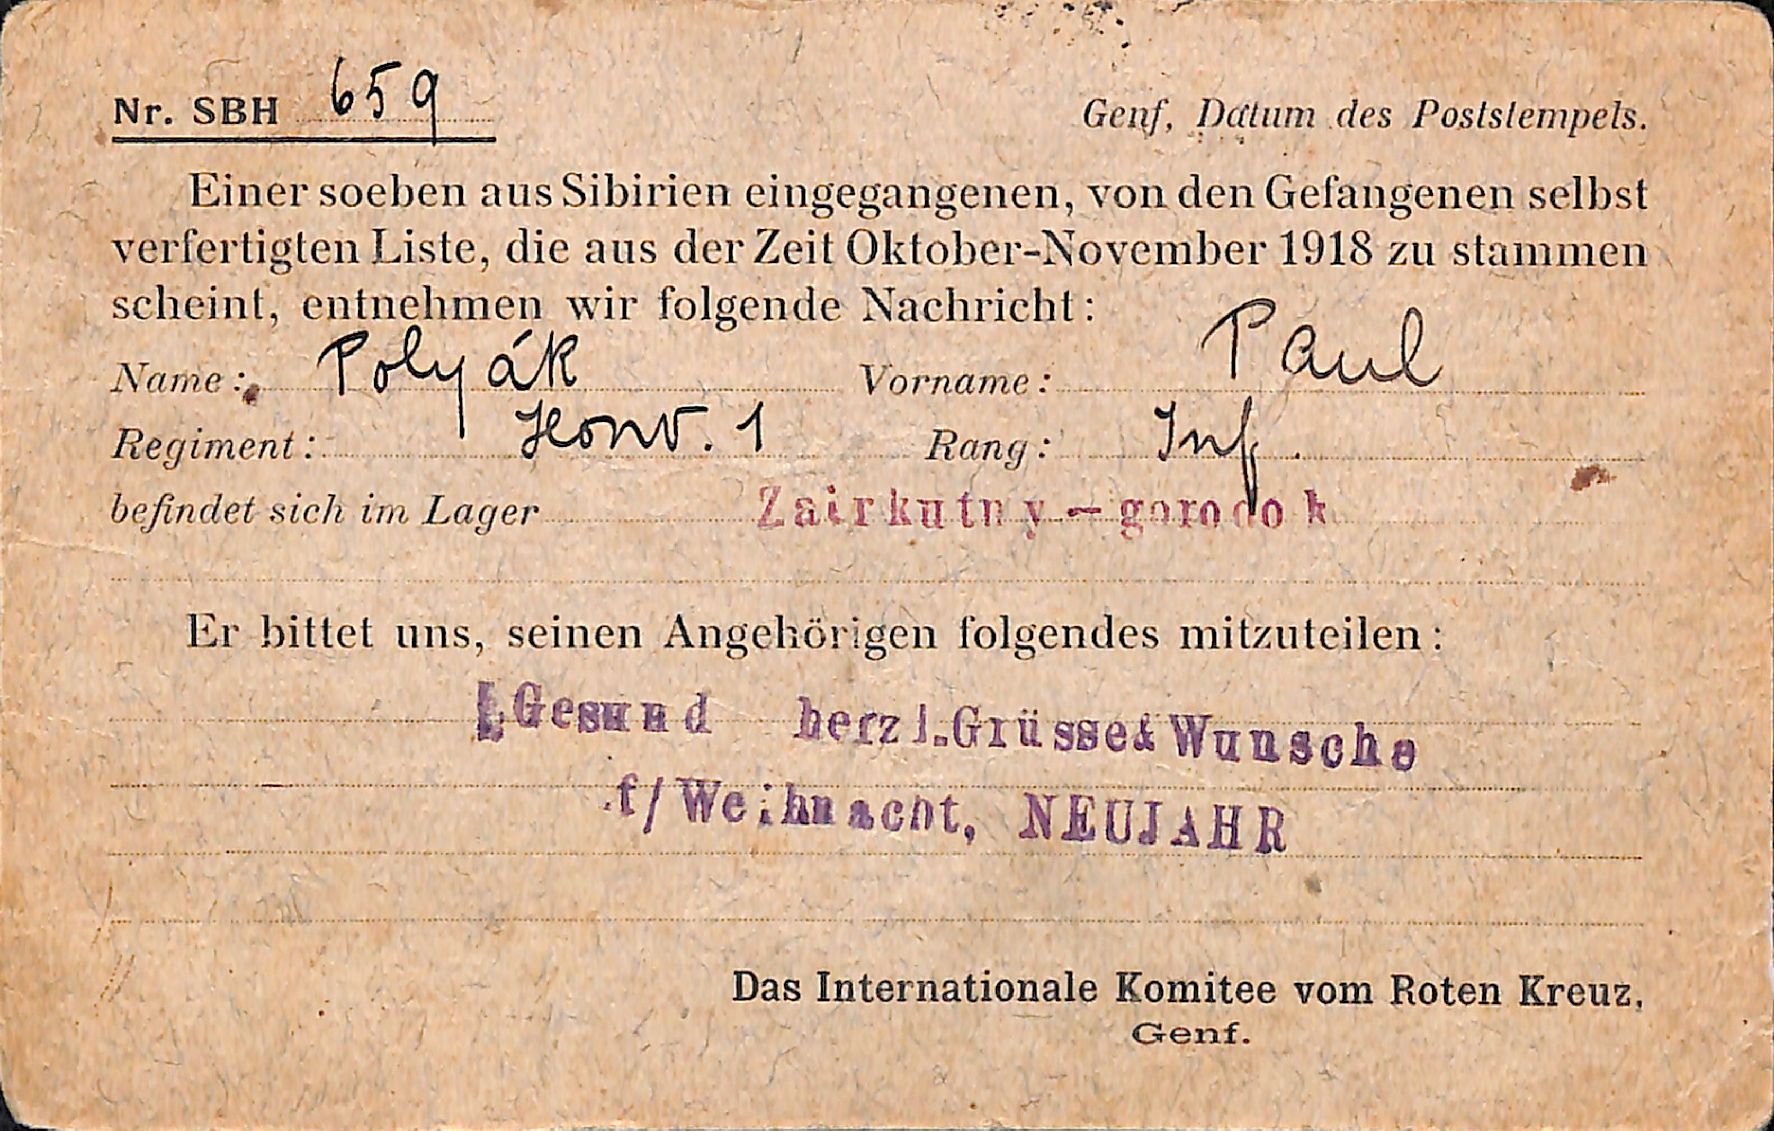 Nr. SBH 659
Genf, Datum des Poststempels.
Einer soeben aus Sibirien eingegangenen, von den Gefangenen selbst
verfertigten Liste, die aus der Zeit Oktober-November 1918 zu stammen
scheint, entnehmen wir folgende Nachricht:
Name: Polyák Vorname: Paul
Regiment: Honv. 1 Rang: Inf.
befindet sich im Lager Zairkutny-gorodok
Er bittet uns, seinen Angehörigen folgendes mitzuteilen:
Gesund herzl.Grüsse&Wunsche
f/Weihnacht, NEUJAHR
Das Internationale Komitee vom Roten Kreuz,
Genf.